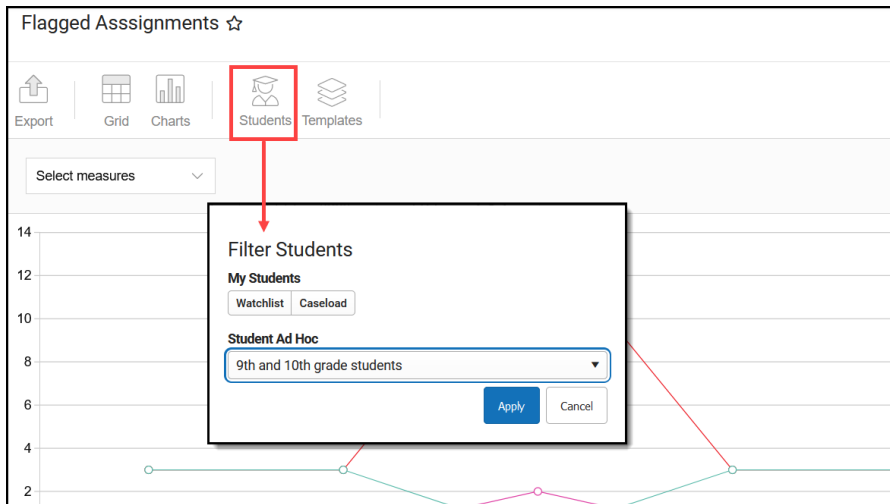 Flagged Asssignments
Export Grid Charts Students Templates
Select measures
Filter Students
My Students
Watchlist Caseload
Student Ad Hoc
9th and 10th grade students
Apply Cancel
14
12
10
8
6
4
2